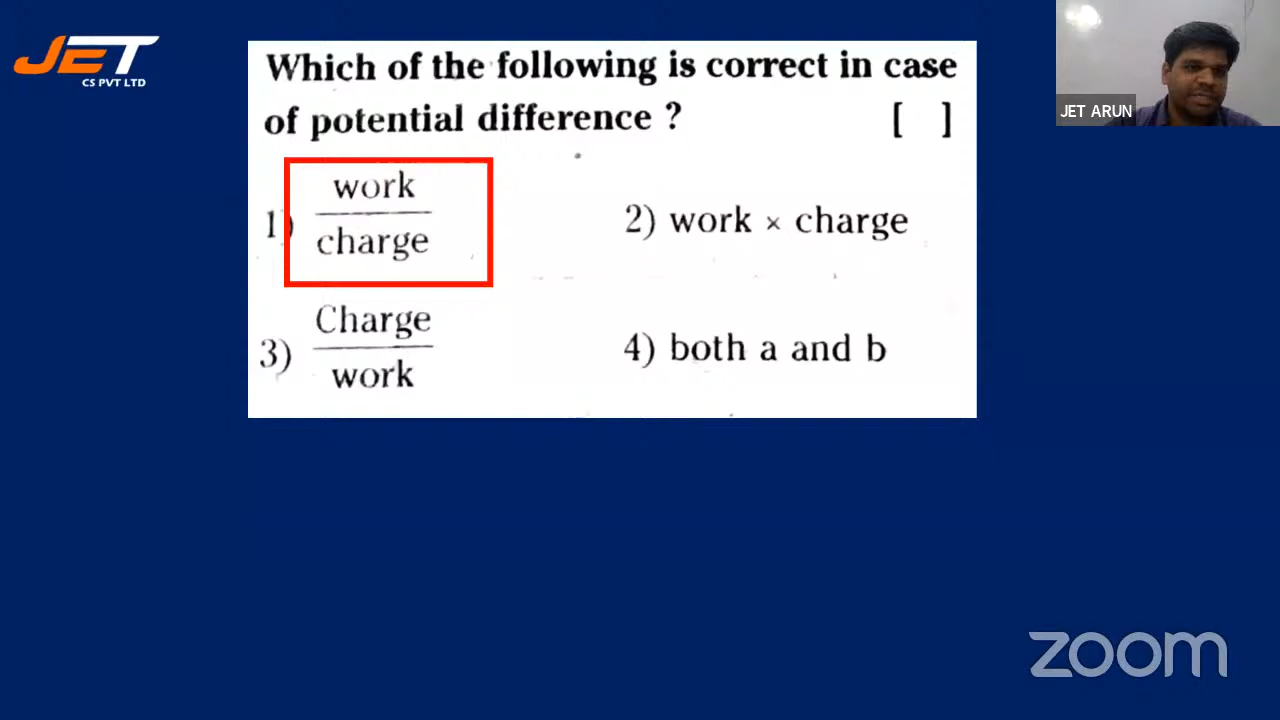 JET
CS PVT LTD
JET ARUN
Which of the following is correct in case
of potential difference ? [ ]
1) work
charge
2) work × charge
3) Charge
work
4) both a and b
zoom